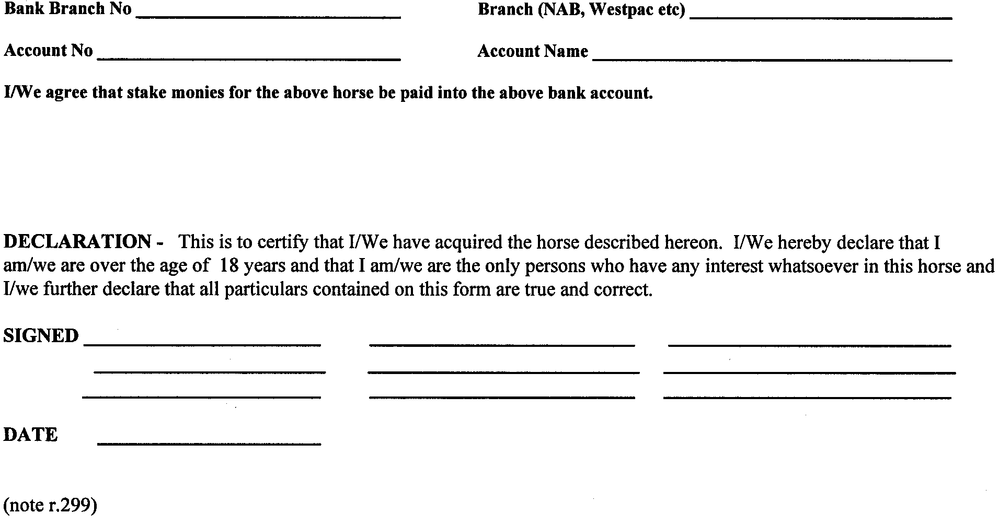 Bank Branch No Branch (NAB, Westpac etc)
Account No Account Name
I/We agree that stake monies for the above horse be paid into the above bank account.
DECLARATION - This is to certify that I/We have acquired the horse described hereon. I/We hereby declare that I
am/we are over the age of 18 years and that I am/we are the only persons who have any interest whatsoever in this horse and
I/we further declare that all particulars contained on this form are true and correct.
SIGNED
DATE
(note r.299)